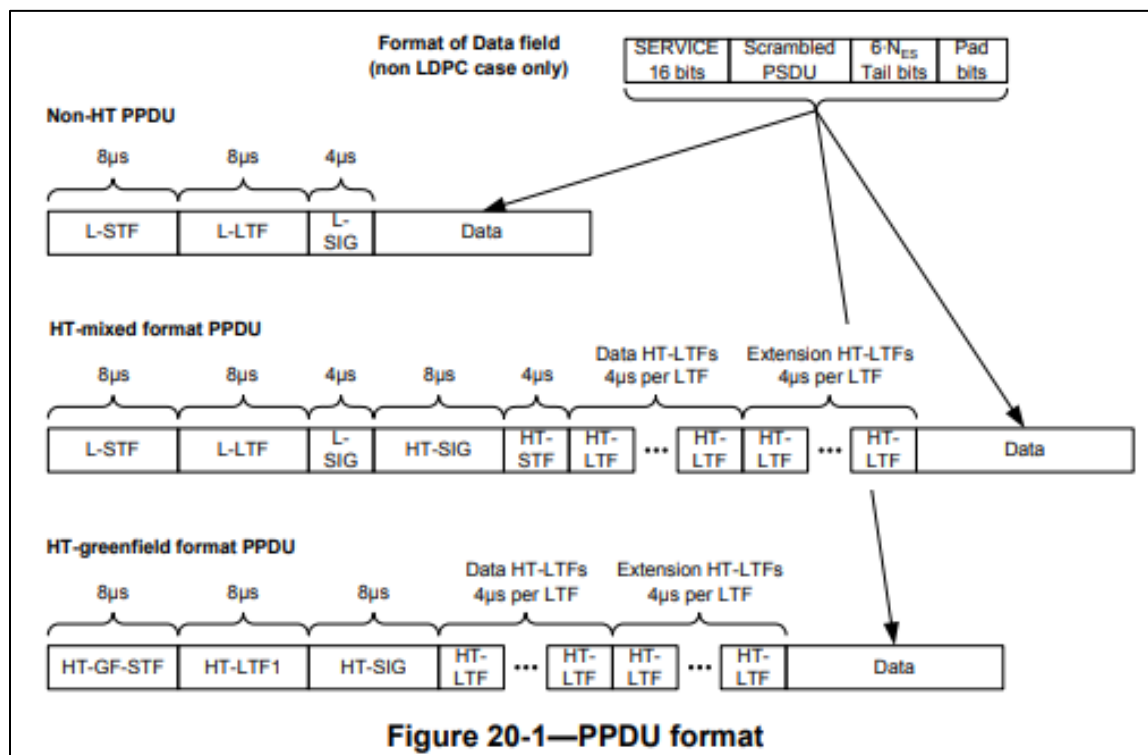 Format of Data field
(non LDPC case only)
SERVICE
16 bits
Scrambled
PSDU
6·NES
Tail bits
Pad
bits
Non-HT PPDU
8µs
8µs
4µs
L-STF
L-LTF
L-
SIG
Data
HT-mixed format PPDU
Data HT-LTFs
4µs per LTF
Extension HT-LTFs
4µs per LTF
8µs
8µs
4µs
8µs
4µs
L-STF
L-LTF
L-
SIG
HT-SIG
HT-
STF
HT-
LTF
•••
HT-
LTF
HT-
LTF
•••
HT-
LTF
Data
HT-greenfield format PPDU
Data HT-LTFs
4µs per LTF
Extension HT-LTFs
4µs per LTF
8µs
8µs
8µs
HT-GF-STF
HT-LTF1
HT-SIG
HT-
LTF
•••
HT-
LTF
HT-
LTF
•••
HT-
LTF
Data
Figure 20-1—PPDU format